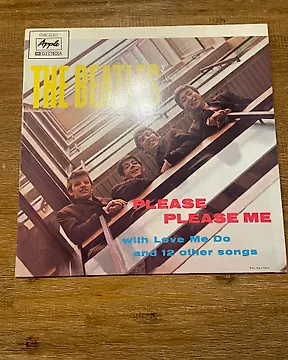 Apple
ELECTROLA
THE BEATLES
PLEASE
PLEASE ME
with Love Me Do
and 12 other songs